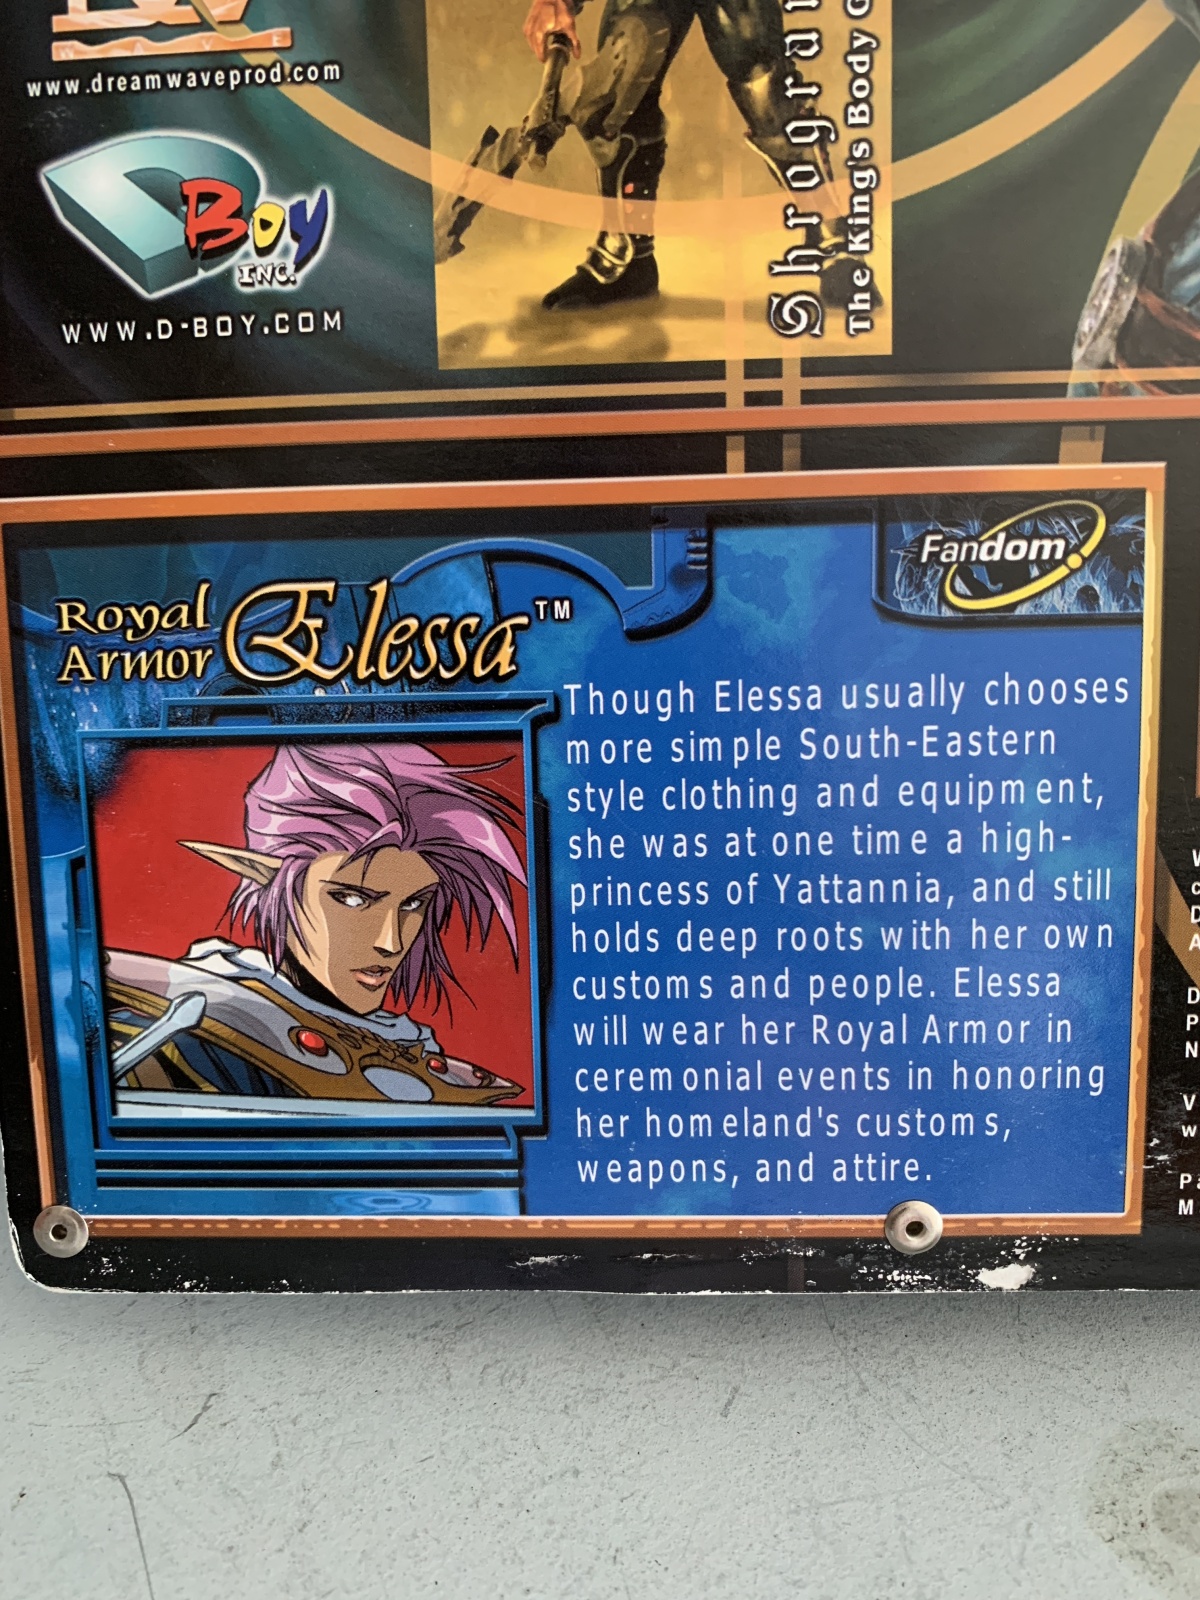 WAVE
www.dreamwaveprod.com
D Boy
INC.
WWW.D-BOY.COM
The King's Body
Fandom
Royal
Armor
Elessa™
Though Elessa usually chooses
more simple South-Eastern
style clothing and equipment,
she was at one time a high-
princess of Yattannia, and still
holds deep roots with her own
customs and people. Elessa
will wear her Royal Armor in
ceremonial events in honoring
her homeland's customs,
weapons, and attire.